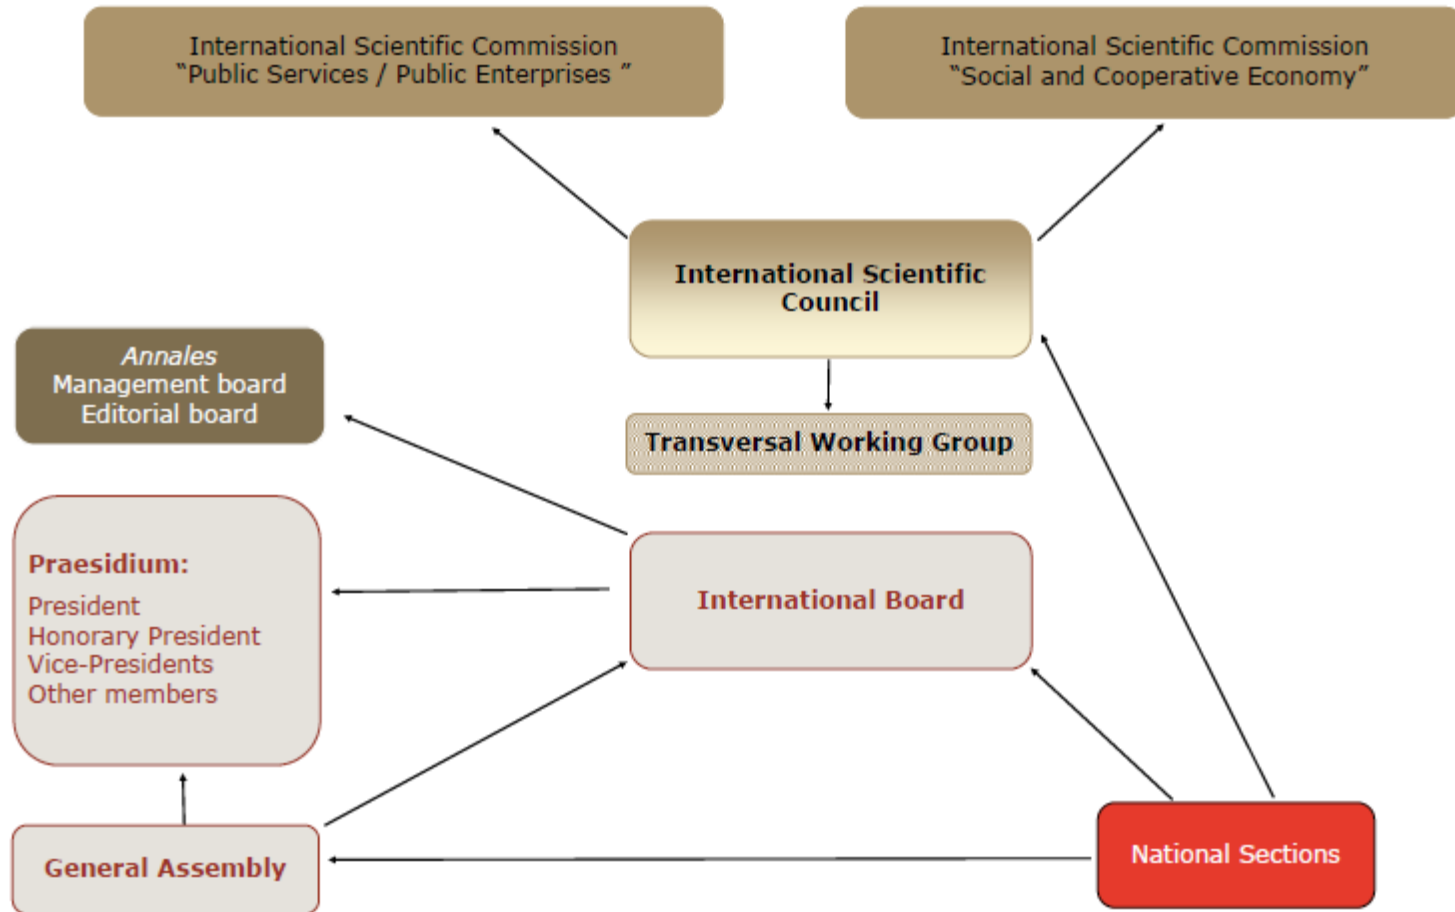 International Scientific Commission
“Public Services / Public Enterprises ”
International Scientific Commission
“Social and Cooperative Economy”
International Scientific
Council
Annales
Management board
Editorial board
Transversal Working Group
Praesidium:
President
Honorary President
Vice-Presidents
Other members
International Board
General Assembly
National Sections